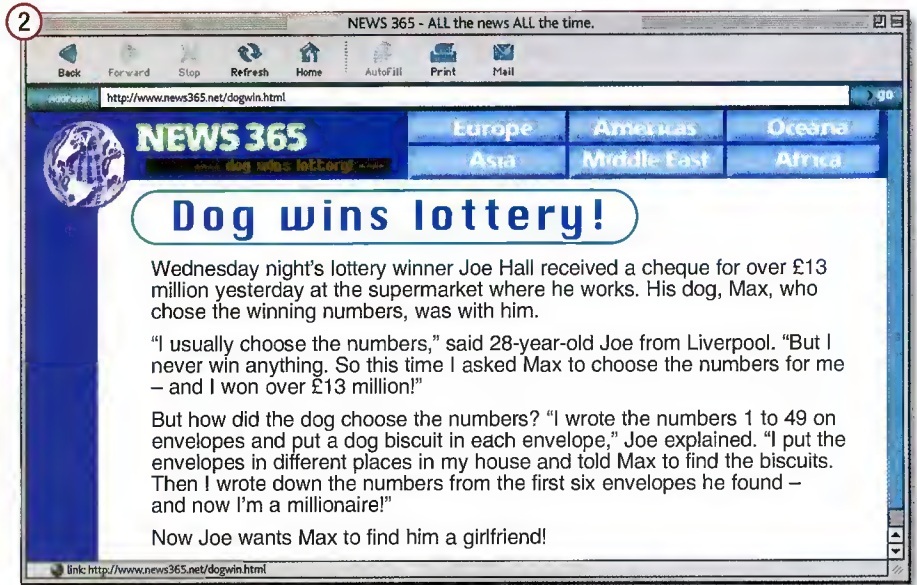 2
NEWS 365 - ALL the news ALL the time.
Back Forward Stop Refresh Home AutoFill Print Mail
address: http://www.news365.net/dogwin.html go
NEWS 365
dog wins lottery!
Europe Americas Oceana
Asia Middle East Africa
Dog wins lottery!
Wednesday night's lottery winner Joe Hall received a cheque for over £13
million yesterday at the supermarket where he works. His dog, Max, who
chose the winning numbers, was with him.
"I usually choose the numbers," said 28-year-old Joe from Liverpool. "But I
never win anything. So this time I asked Max to choose the numbers for me
– and I won over £13 million!"
But how did the dog choose the numbers? "I wrote the numbers 1 to 49 on
envelopes and put a dog biscuit in each envelope," Joe explained. "I put the
envelopes in different places in my house and told Max to find the biscuits.
Then I wrote down the numbers from the first six envelopes he found –
and now I'm a millionaire!"
Now Joe wants Max to find him a girlfriend!
link: http://www.news365.net/dogwin.html